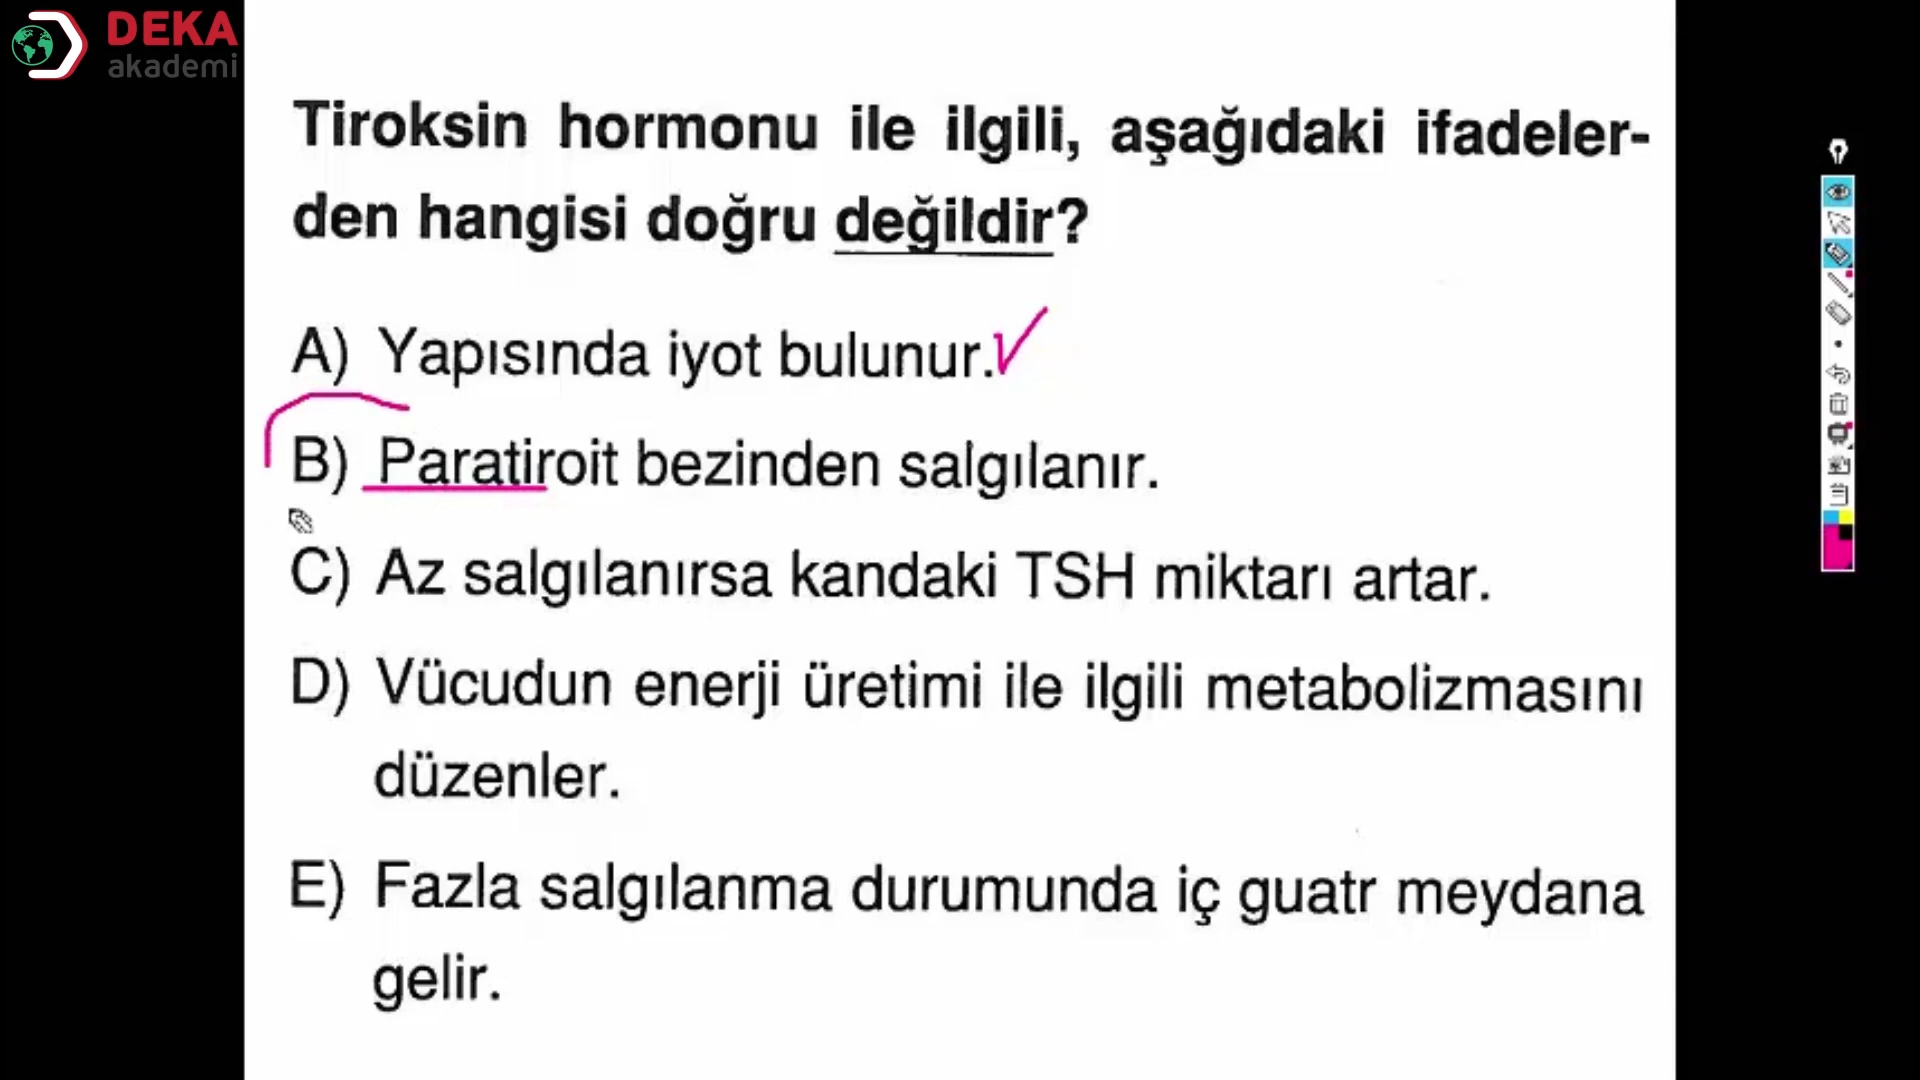 DEKA
akademi
Tiroksin hormonu ile ilgili, aşağıdaki ifadeler-
den hangisi doğru değildir?
A) Yapısında iyot bulunur.
B) Paratiroit bezinden salgılanır.
C) Az salgılanırsa kandaki TSH miktarı artar.
D) Vücudun enerji üretimi ile ilgili metabolizmasını
düzenler.
E) Fazla salgılanma durumunda iç guatr meydana
gelir.